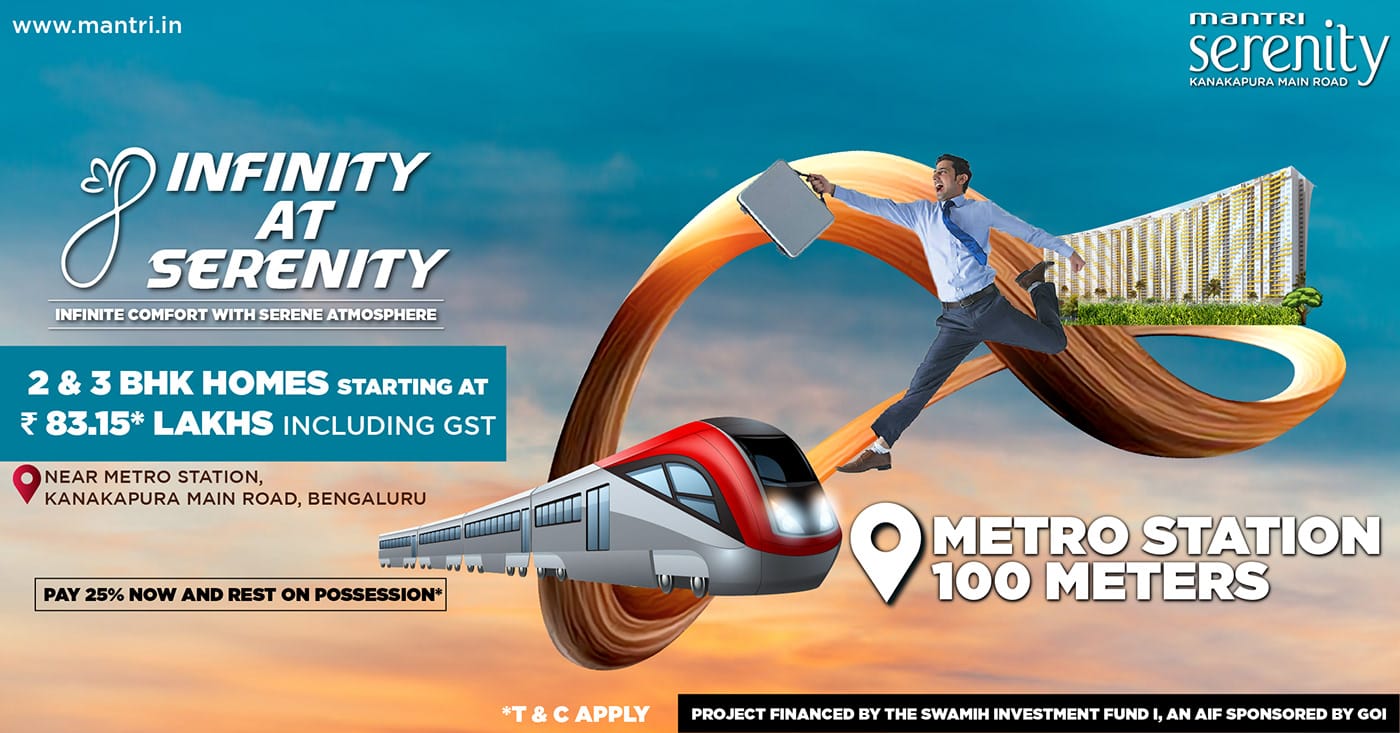 www.mantri.in
mantri
serenity
KANAKAPURA MAIN ROAD
INFINITY
AT
SERENITY
INFINITE COMFORT WITH SERENE ATMOSPHERE
2 & 3 BHK HOMES STARTING AT
₹ 83.15* LAKHS INCLUDING GST
NEAR METRO STATION,
KANAKAPURA MAIN ROAD, BENGALURU
METRO STATION
100 METERS
PAY 25% NOW AND REST ON POSSESSION*
*T & C APPLY
PROJECT FINANCED BY THE SWAMIH INVESTMENT FUND I, AN AIF SPONSORED BY GOI